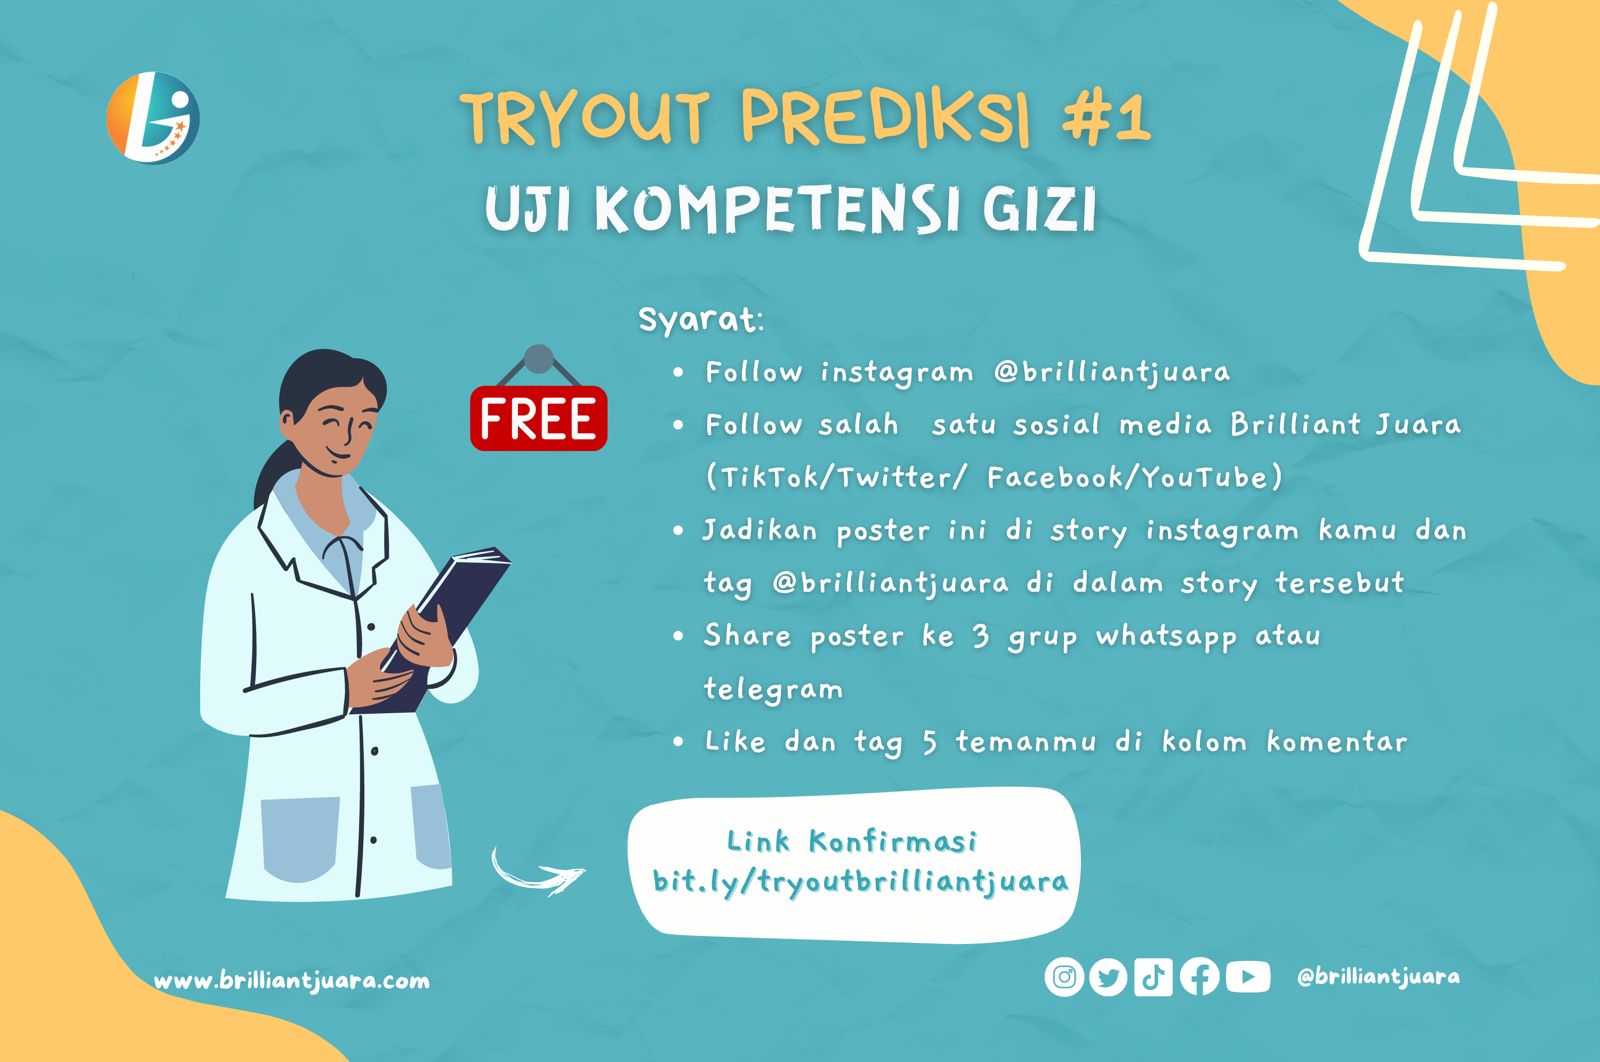 TRYOUT PREDIKSI #1
UJI KOMPETENSI GIZI
FREE
Syarat:
• Follow instagram @brilliantjuara
• Follow salah satu sosial media Brilliant Juara
(TikTok/Twitter/ Facebook/YouTube)
• Jadikan poster ini di story instagram kamu dan
tag @brilliantjuara di dalam story tersebut
• Share poster ke 3 grup whatsapp atau
telegram
• Like dan tag 5 temanmu di kolom komentar
Link Konfirmasi
bit.ly/tryoutbrilliantjuara
www.brilliantjuara.com
@brilliantjuara